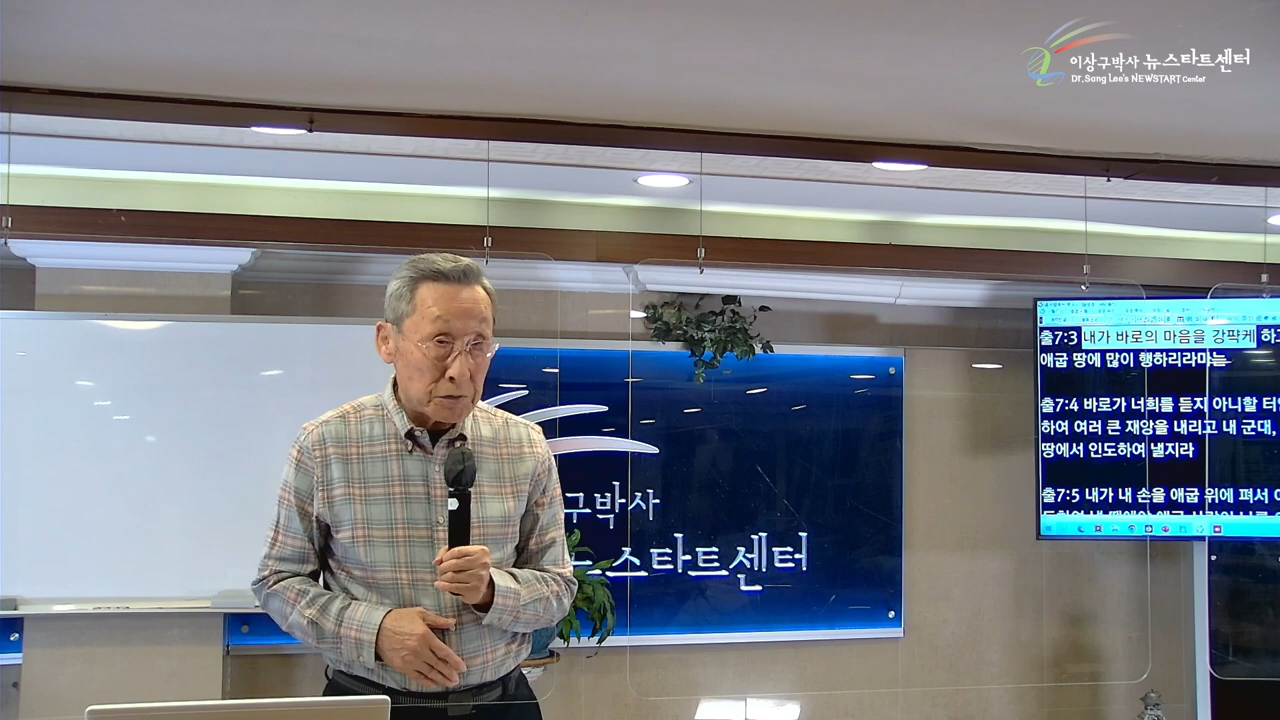 이상구박사 뉴스타트센터
Dr. Sang Lee's NEWSTART Center
출7:3 내가 바로의 마음을 강퍅케
애굽 땅에 많이 행하리라마는
출7:4 바로가 너희를 듣지 아니할
하여 여러 큰 재앙을 내리고 내 군대,
땅에서 인도하여 낼지라
출7:5 내가 내 손을 애굽 위에 펴서
구박사
뉴스타트센터